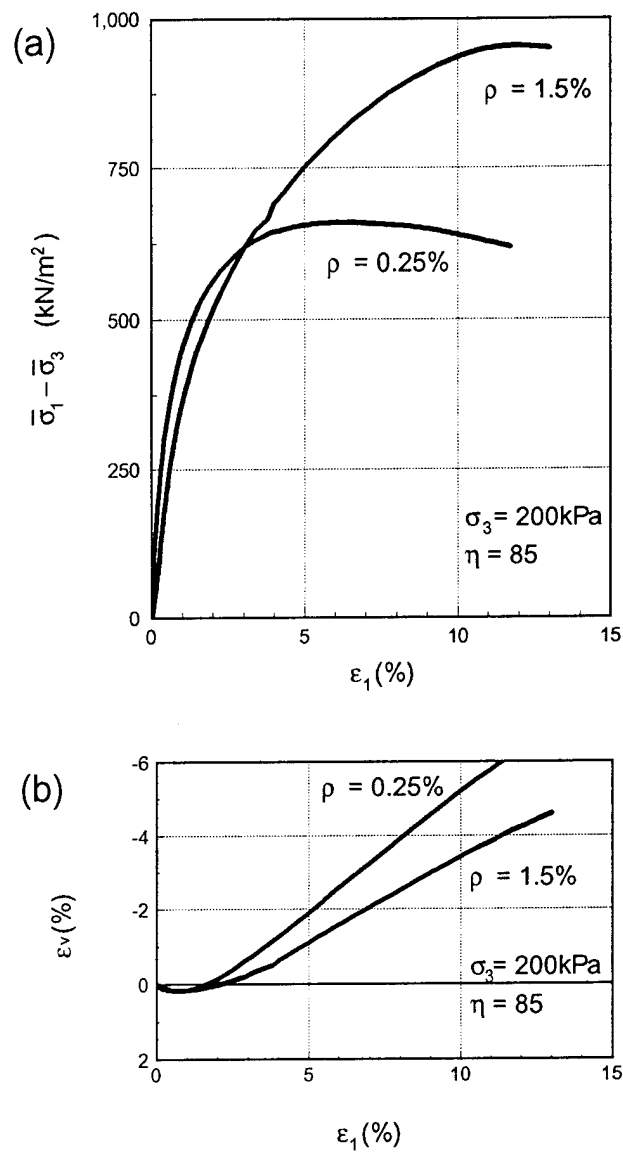 (a)
1,000
750
500
250
0
σ̅₁ – σ̅₃ (kN/m²)
ρ = 1.5%
ρ = 0.25%
σ₃= 200kPa
η = 85
0 5 10 15
ε₁(%)
(b)
-6
-4
-2
0
2
εᵥ(%)
ρ = 0.25%
ρ = 1.5%
σ₃= 200kPa
η = 85
0 5 10 15
ε₁(%)